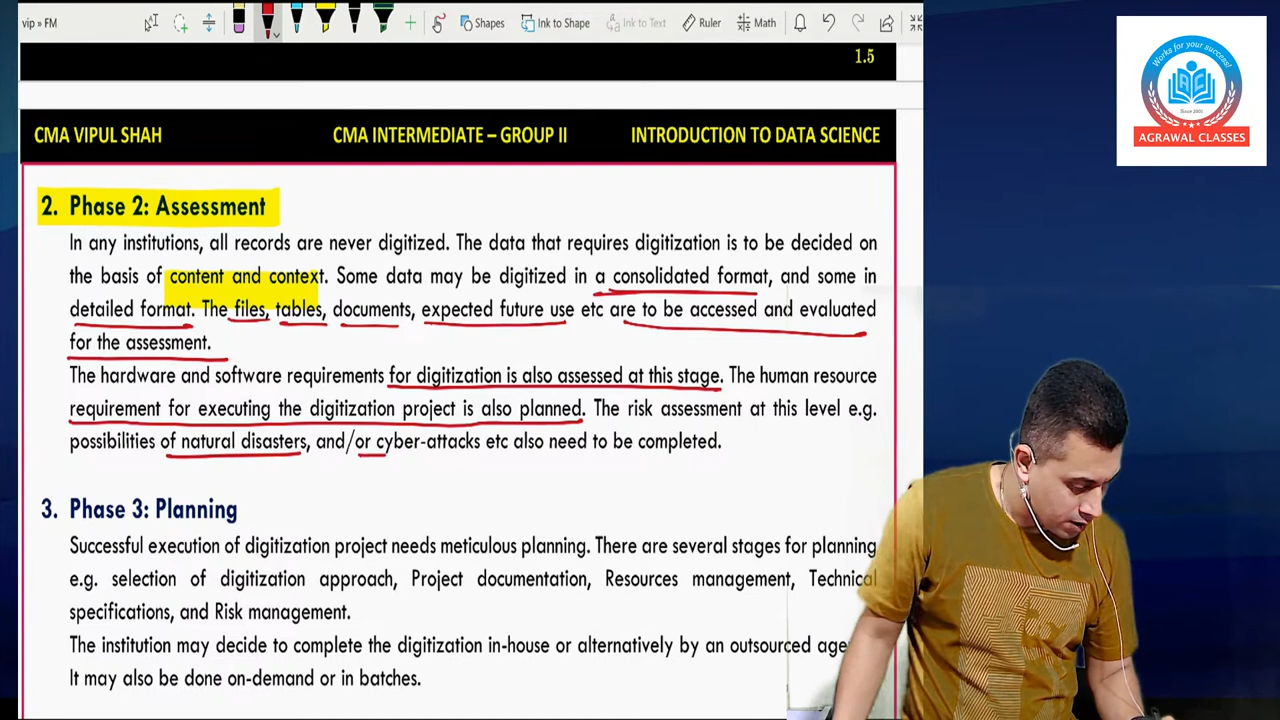 vip » FM
Shapes
Ink to Shape
Ink to Text
Ruler
Math
1.5
Works for your success!
AC
Since 2001
AGRAWAL CLASSES
CMA VIPUL SHAH CMA INTERMEDIATE – GROUP II INTRODUCTION TO DATA SCIENCE
2. Phase 2: Assessment
In any institutions, all records are never digitized. The data that requires digitization is to be decided on
the basis of content and context. Some data may be digitized in a consolidated format, and some in
detailed format. The files, tables, documents, expected future use etc are to be accessed and evaluated
for the assessment.
The hardware and software requirements for digitization is also assessed at this stage. The human resource
requirement for executing the digitization project is also planned. The risk assessment at this level e.g.
possibilities of natural disasters, and/or cyber-attacks etc also need to be completed.
3. Phase 3: Planning
Successful execution of digitization project needs meticulous planning. There are several stages for planning
e.g. selection of digitization approach, Project documentation, Resources management, Technical
specifications, and Risk management.
The institution may decide to complete the digitization in-house or alternatively by an outsourced age
It may also be done on-demand or in batches.